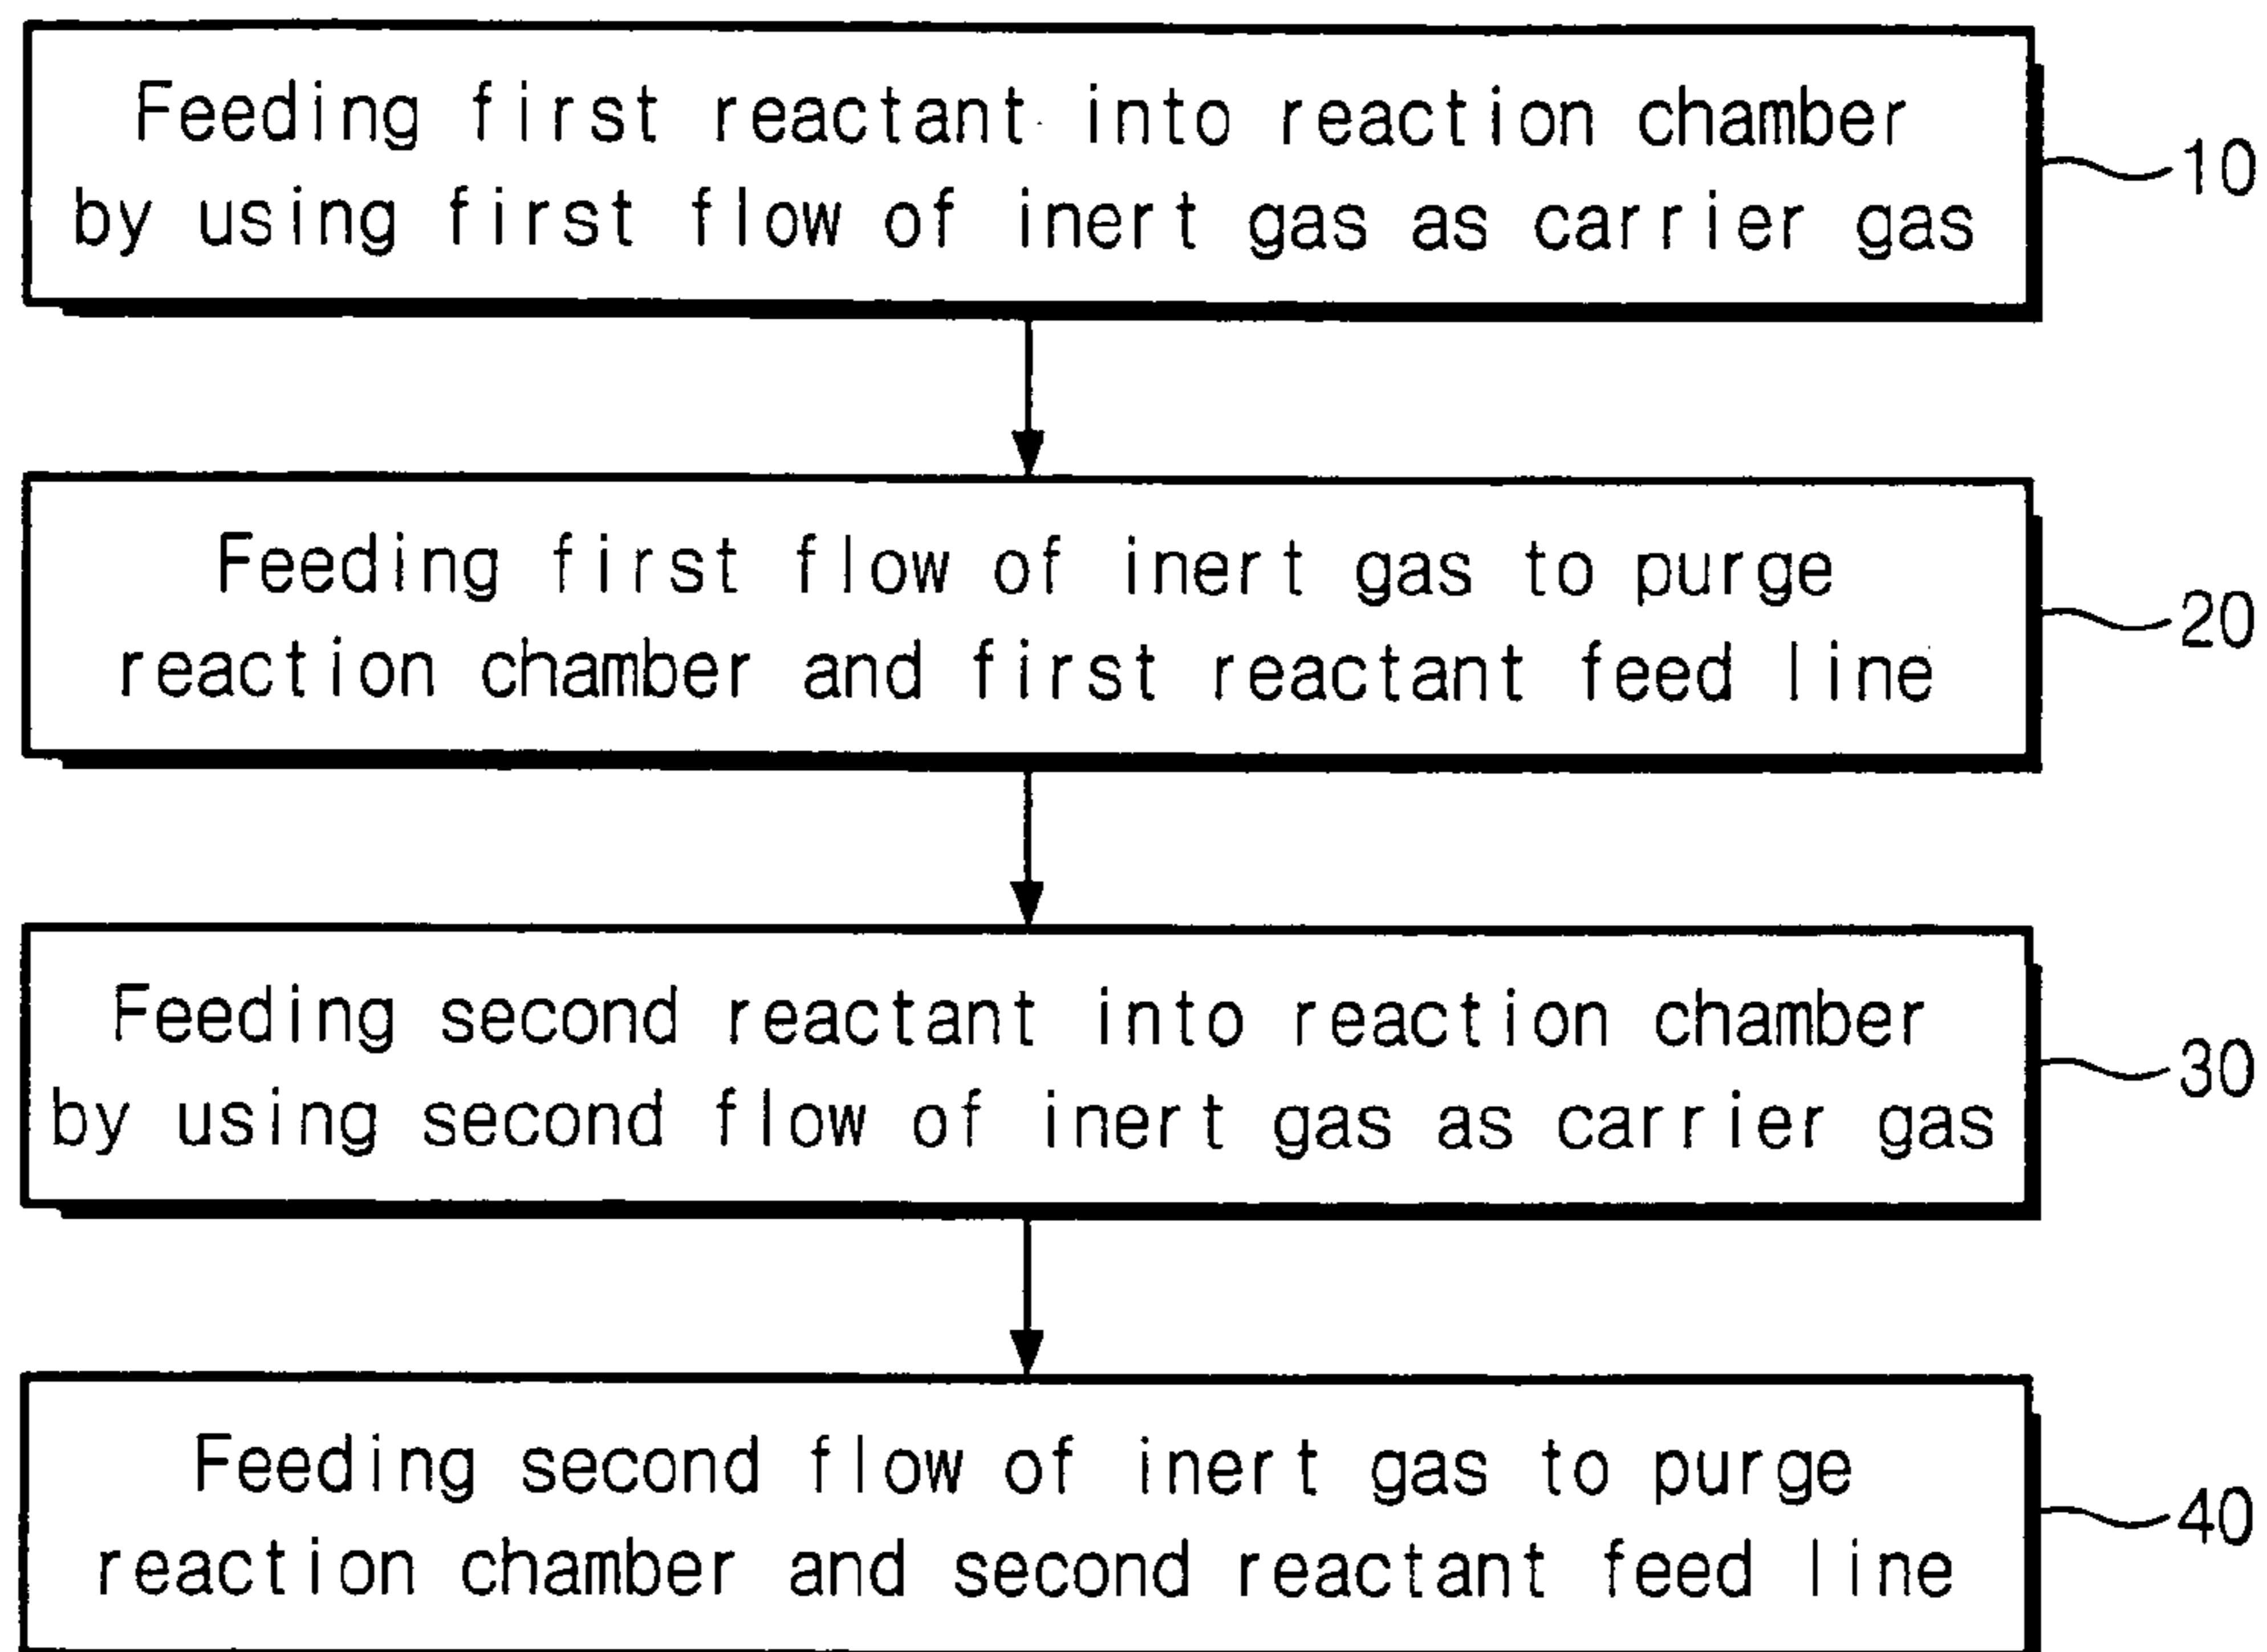 Feeding first reactant into reaction chamber
by using first flow of inert gas as carrier gas
10
Feeding first flow of inert gas to purge
reaction chamber and first reactant feed line
20
Feeding second reactant into reaction chamber
by using second flow of inert gas as carrier gas
30
Feeding second flow of inert gas to purge
reaction chamber and second reactant feed line
40